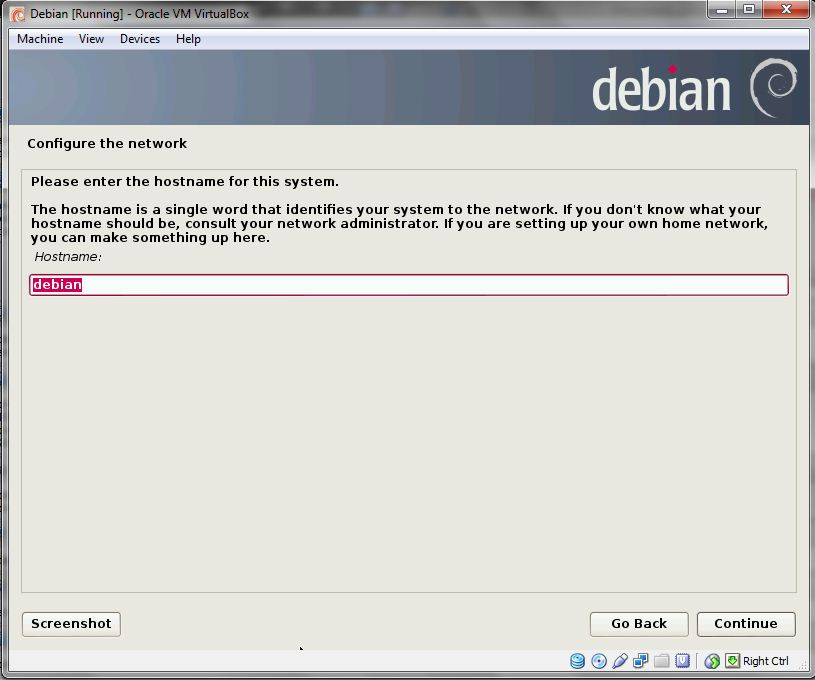 Debian [Running] - Oracle VM VirtualBox
Machine View Devices Help
debian
Configure the network
Please enter the hostname for this system.
The hostname is a single word that identifies your system to the network. If you don't know what your
hostname should be, consult your network administrator. If you are setting up your own home network,
you can make something up here.
Hostname:
debian
Screenshot Go Back Continue
Right Ctrl